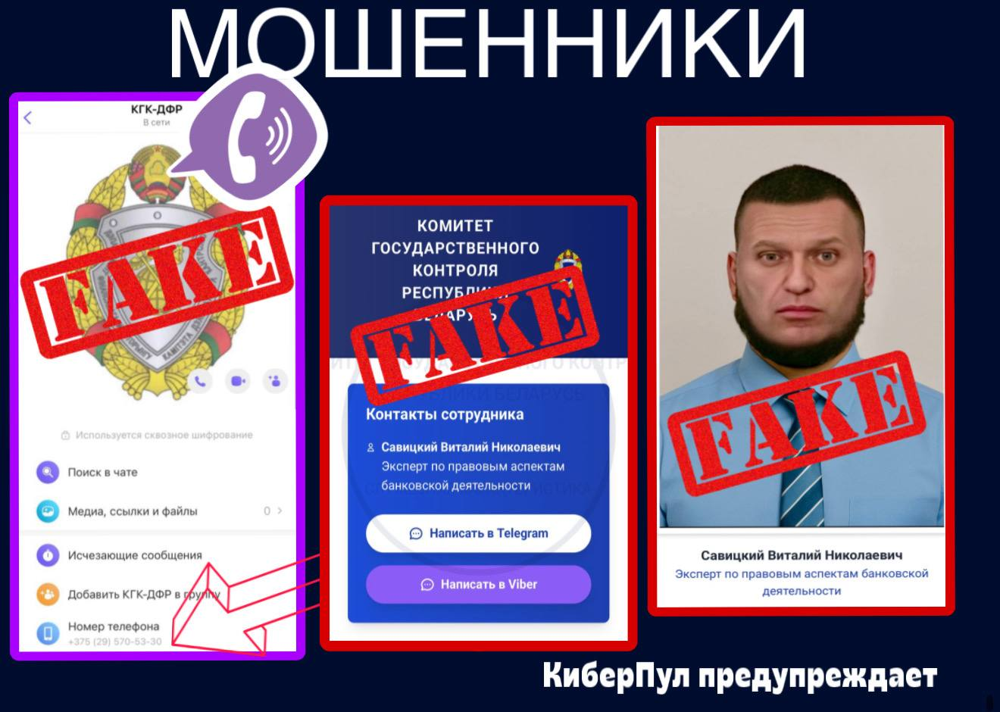 МОШЕННИКИ
КГК-ДФР
В сети
FAKE
Используется сквозное шифрование
Поиск в чате
Медиа, ссылки и файлы 0
Исчезающие сообщения
Добавить КГК-ДФР в группу
Номер телефона
+375 (29) 570-53-30
КОМИТЕТ
ГОСУДАРСТВЕННОГО
КОНТРОЛЯ
РЕСПУБЛИКИ
БЕЛАРУСЬ
FAKE
Контакты сотрудника
Савицкий Виталий Николаевич
Эксперт по правовым аспектам
банковской деятельности
Написать в Telegram
Написать в Viber
FAKE
Савицкий Виталий Николаевич
Эксперт по правовым аспектам банковской
деятельности
КиберПул предупреждает